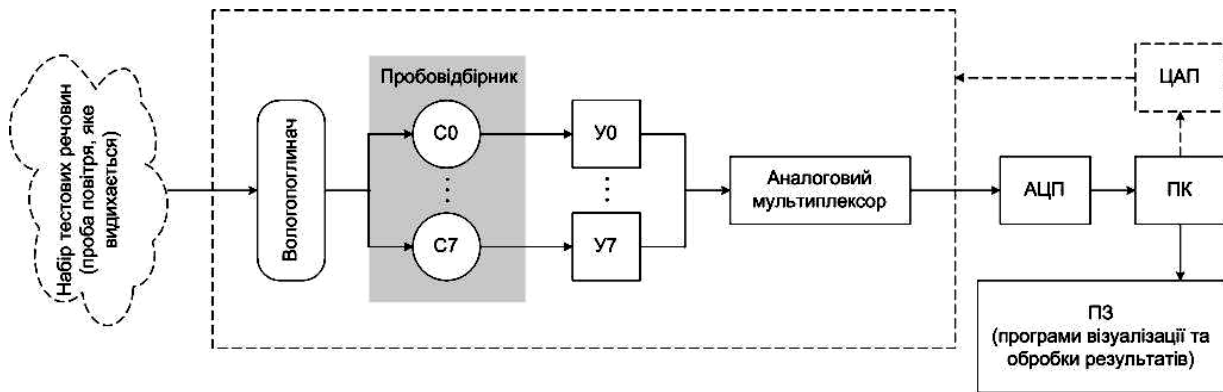 Набір тестових речовин
(проба повітря, яке
видихається)
Вологопоглинач
Пробовідбірник
С0
С7
У0
У7
Аналоговий
мультиплексор
АЦП
ЦАП
ПК
ПЗ
(програми візуалізації та
обробки результатів)